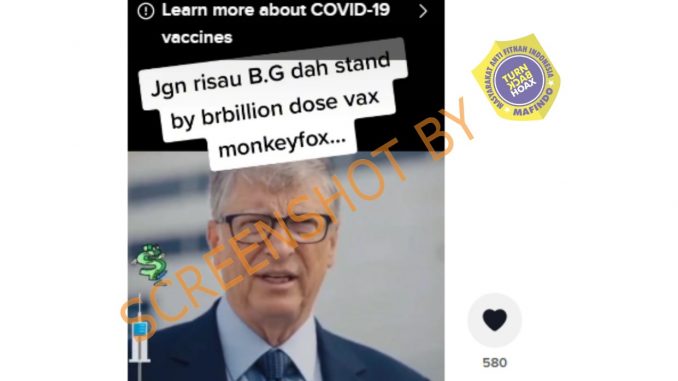 Learn more about COVID-19
vaccines
Jgn risau B.G dah stand
by brbillion dose vax
monkeyfox...
SCREENSHOT BY
MASYARAKAT ANTI FITNAH INDONESIA
TURN
BACK
HOAX
MAFINDO
580